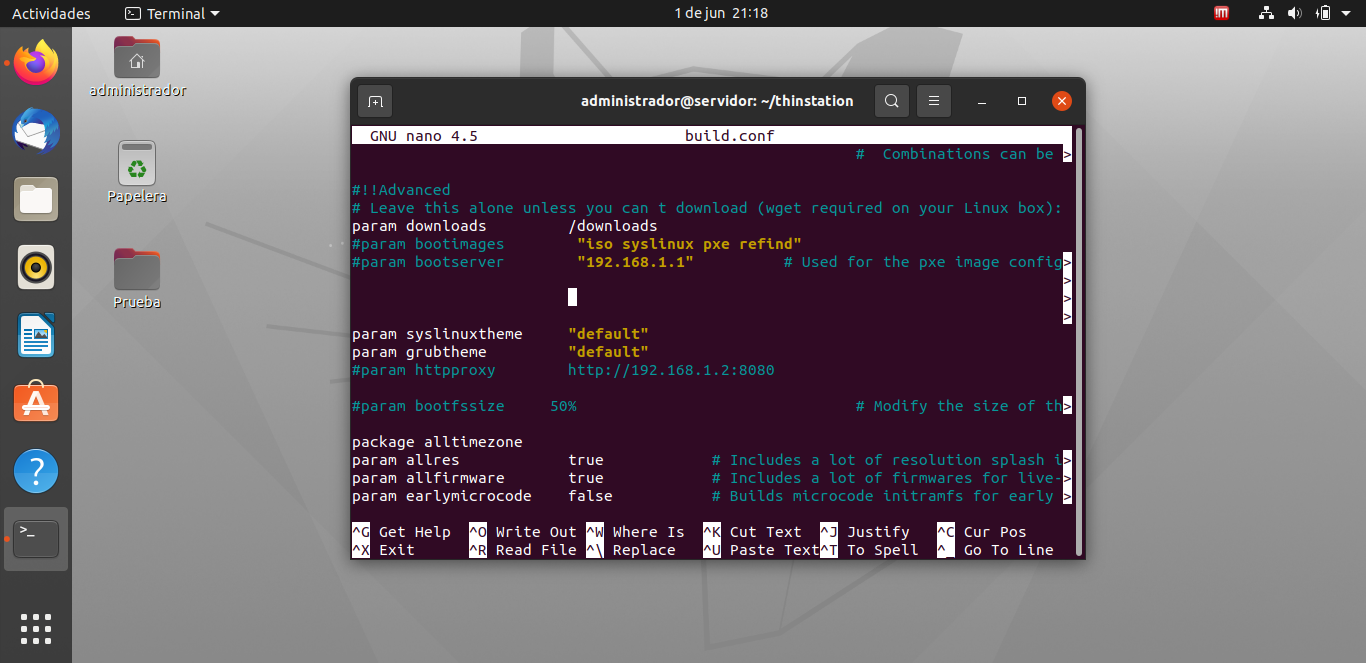 Actividades Terminal 1 de jun 21:18
administrador
Papelera
Prueba
administrador@servidor: ~/thinstation
GNU nano 4.5 build.conf
# Combinations can be >
#!!Advanced
# Leave this alone unless you can t download (wget required on your Linux box):
param downloads /downloads
#param bootimages "iso syslinux pxe refind"
#param bootserver "192.168.1.1" # Used for the pxe image config>
>
>
>
param syslinuxtheme "default"
param grubtheme "default"
#param httpproxy http://192.168.1.2:8080
#param bootfssize 50% # Modify the size of th>
package alltimezone
param allres true # Includes a lot of resolution splash i>
param allfirmware true # Includes a lot of firmwares for live->
param earlymicrocode false # Builds microcode initramfs for early >
^G Get Help ^O Write Out ^W Where Is ^K Cut Text ^J Justify ^C Cur Pos
^X Exit ^R Read File ^\ Replace ^U Paste Text ^T To Spell ^_ Go To Line